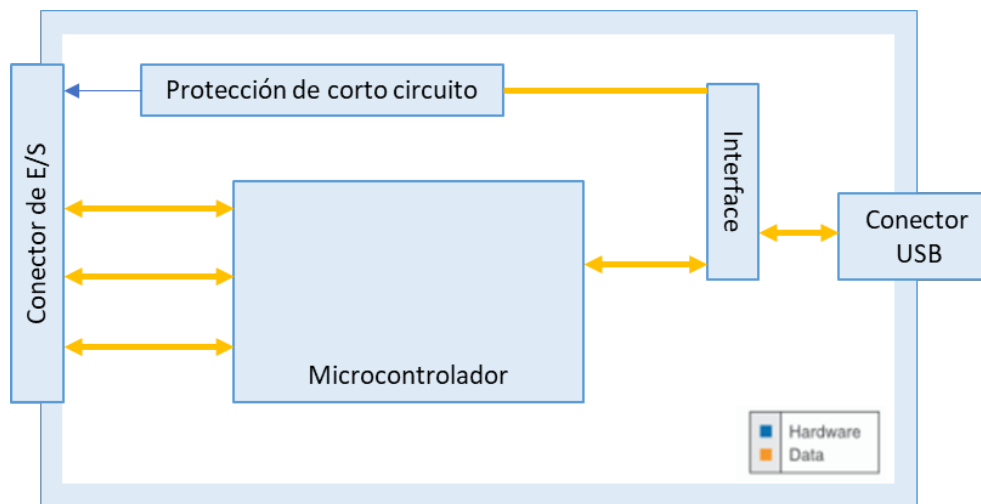 Protección de corto circuito
Conector de E/S
Interface
Conector
USB
Microcontrolador
Hardware
Data